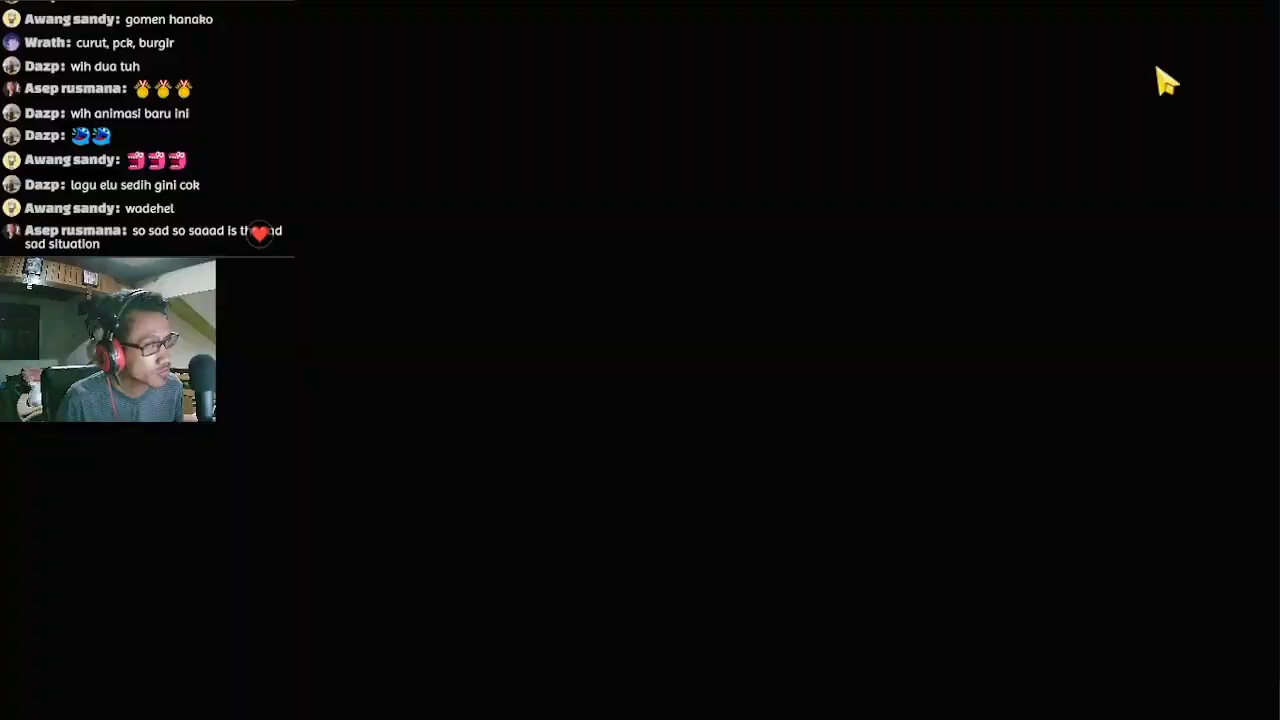 Awang sandy: gomen hanako
Wrath: curut, pck, burgir
Dazp: wih dua tuh
Asep rusmana:
Dazp: wih animasi baru ini
Dazp:
Awang sandy:
Dazp: lagu elu sedih gini cok
Awang sandy: wadehel
Asep rusmana: so sad so saaad is
sad situation